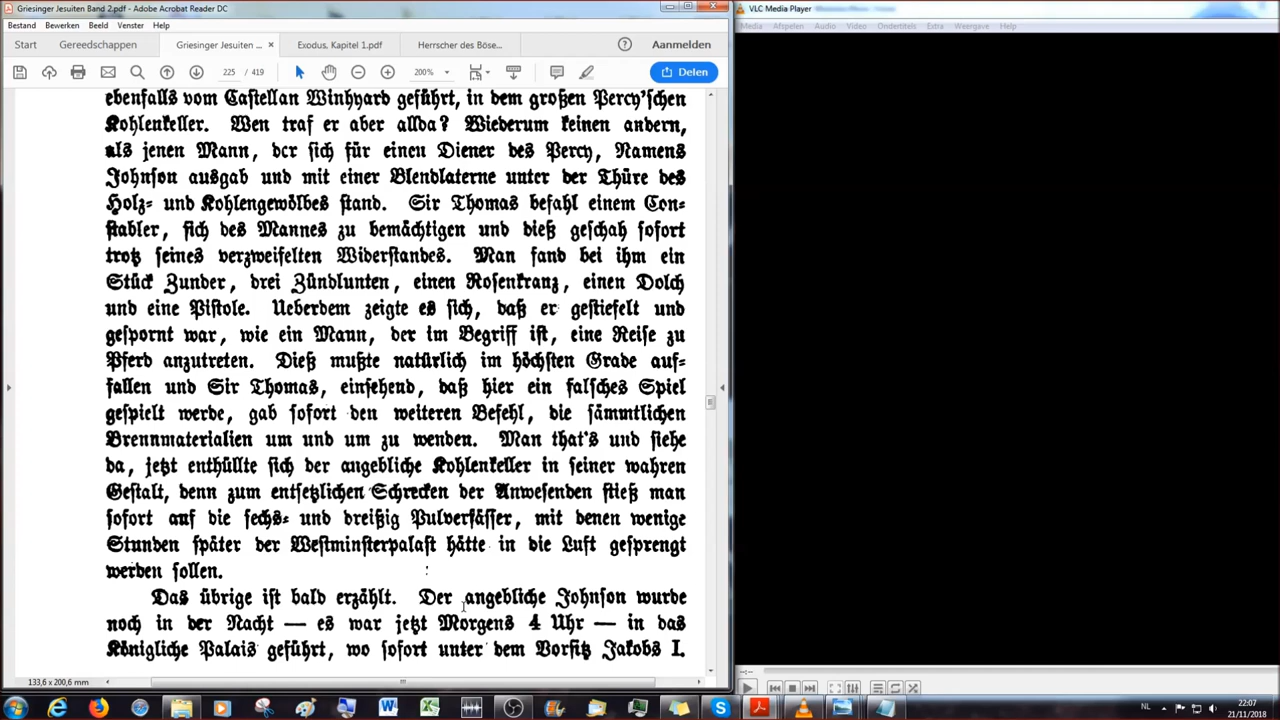 Griesinger Jesuiten Band 2.pdf - Adobe Acrobat Reader DC
Bestand Bewerken Beeld Venster Help
Start Gereedschappen Griesinger Jesuiten ... × Exodus, Kapitel 1.pdf Herrscher des Böse... ? Aanmelden
225 / 419 200% Delen
ebenfalls vom Castellan Winhyard geführt, in dem großen Percy'schen
Kohlenkeller. Wen traf er aber allda? Wiederum keinen andern,
als jenen Mann, der sich für einen Diener des Percy, Namens
Johnson ausgab und mit einer Blendlaterne unter der Thüre des
Holz- und Kohlengewölbes stand. Sir Thomas befahl einem Con-
stabler, sich des Mannes zu bemächtigen und dieß geschah sofort
trotz seines verzweifelten Widerstandes. Man fand bei ihm ein
Stück Zunder, drei Zündlunten, einen Rosenkranz, einen Dolch
und eine Pistole. Ueberdem zeigte es sich, daß er gestiefelt und
gespornt war, wie ein Mann, der im Begriff ist, eine Reise zu
Pferd anzutreten. Dieß mußte natürlich im höchsten Grade auf-
fallen und Sir Thomas, einsehend, daß hier ein falsches Spiel
gespielt werde, gab sofort den weiteren Befehl, die sämmtlichen
Brennmaterialien um und um zu wenden. Man that's und siehe
da, jetzt enthüllte sich der angebliche Kohlenkeller in seiner wahren
Gestalt, denn zum entsetzlichen Schrecken der Anwesenden stieß man
sofort auf die sechs- und dreißig Pulverfässer, mit denen wenige
Stunden später der Westminsterpalast hätte in die Luft gesprengt
werden sollen.
Das übrige ist bald erzählt. Der angebliche Johnson wurde
noch in der Nacht — es war jetzt Morgens 4 Uhr — in das
Königliche Palais geführt, wo sofort unter dem Vorsitz Jakobs I.
133,6 x 200,6 mm
VLC Media Player
Media Afspelen Audio Video Ondertitels Extra Weergave Help
--:--
NL 22:07
21/11/2018